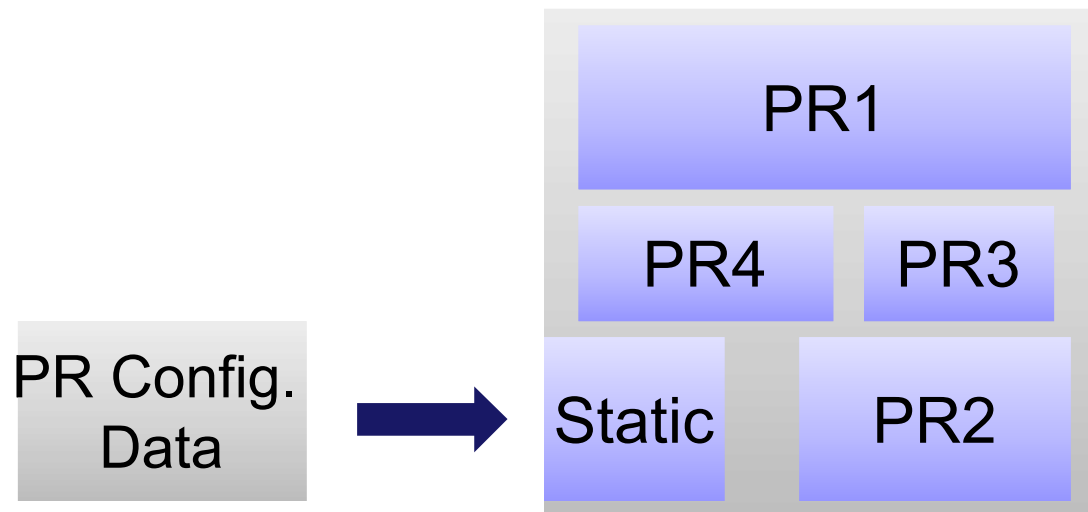 PR1
PR4
PR3
PR Config.
Data
Static
PR2